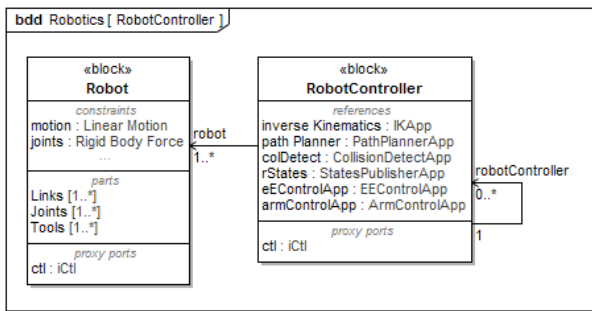 bdd Robotics [ RobotController ]
«block»
Robot
constraints
motion : Linear Motion
joints : Rigid Body Force
...
parts
Links [1..*]
Joints [1..*]
Tools [1..*]
proxy ports
ctl : iCtl
robot
1..*
«block»
RobotController
references
inverse Kinematics : IKApp
path Planner : PathPlannerApp
colDetect : CollisionDetectApp
rStates : StatesPublisherApp
eEControlApp : EEControlApp
armControlApp : ArmControlApp
proxy ports
ctl : iCtl
robotController
0..*
1